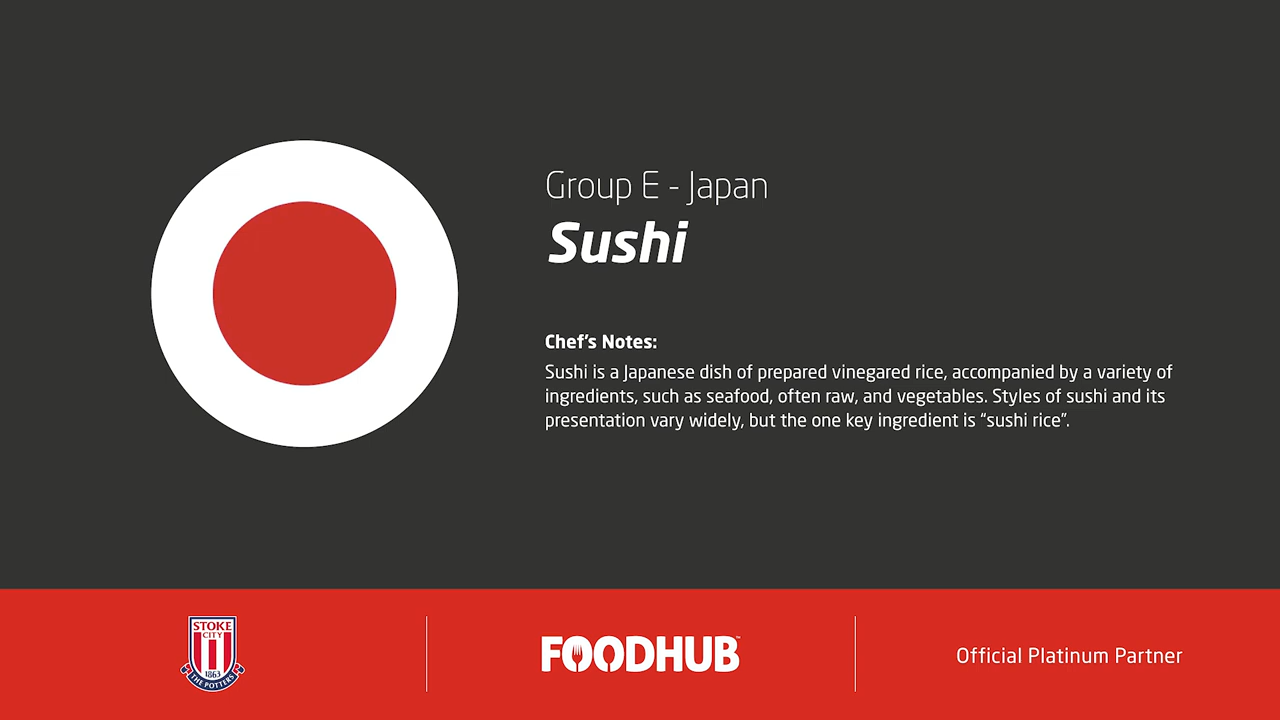 Group E - Japan
Sushi
Chef's Notes:
Sushi is a Japanese dish of prepared vinegared rice, accompanied by a variety of
ingredients, such as seafood, often raw, and vegetables. Styles of sushi and its
presentation vary widely, but the one key ingredient is “sushi rice”.
STOKE
CITY
1863
THE POTTERS
FOODHUB™
Official Platinum Partner